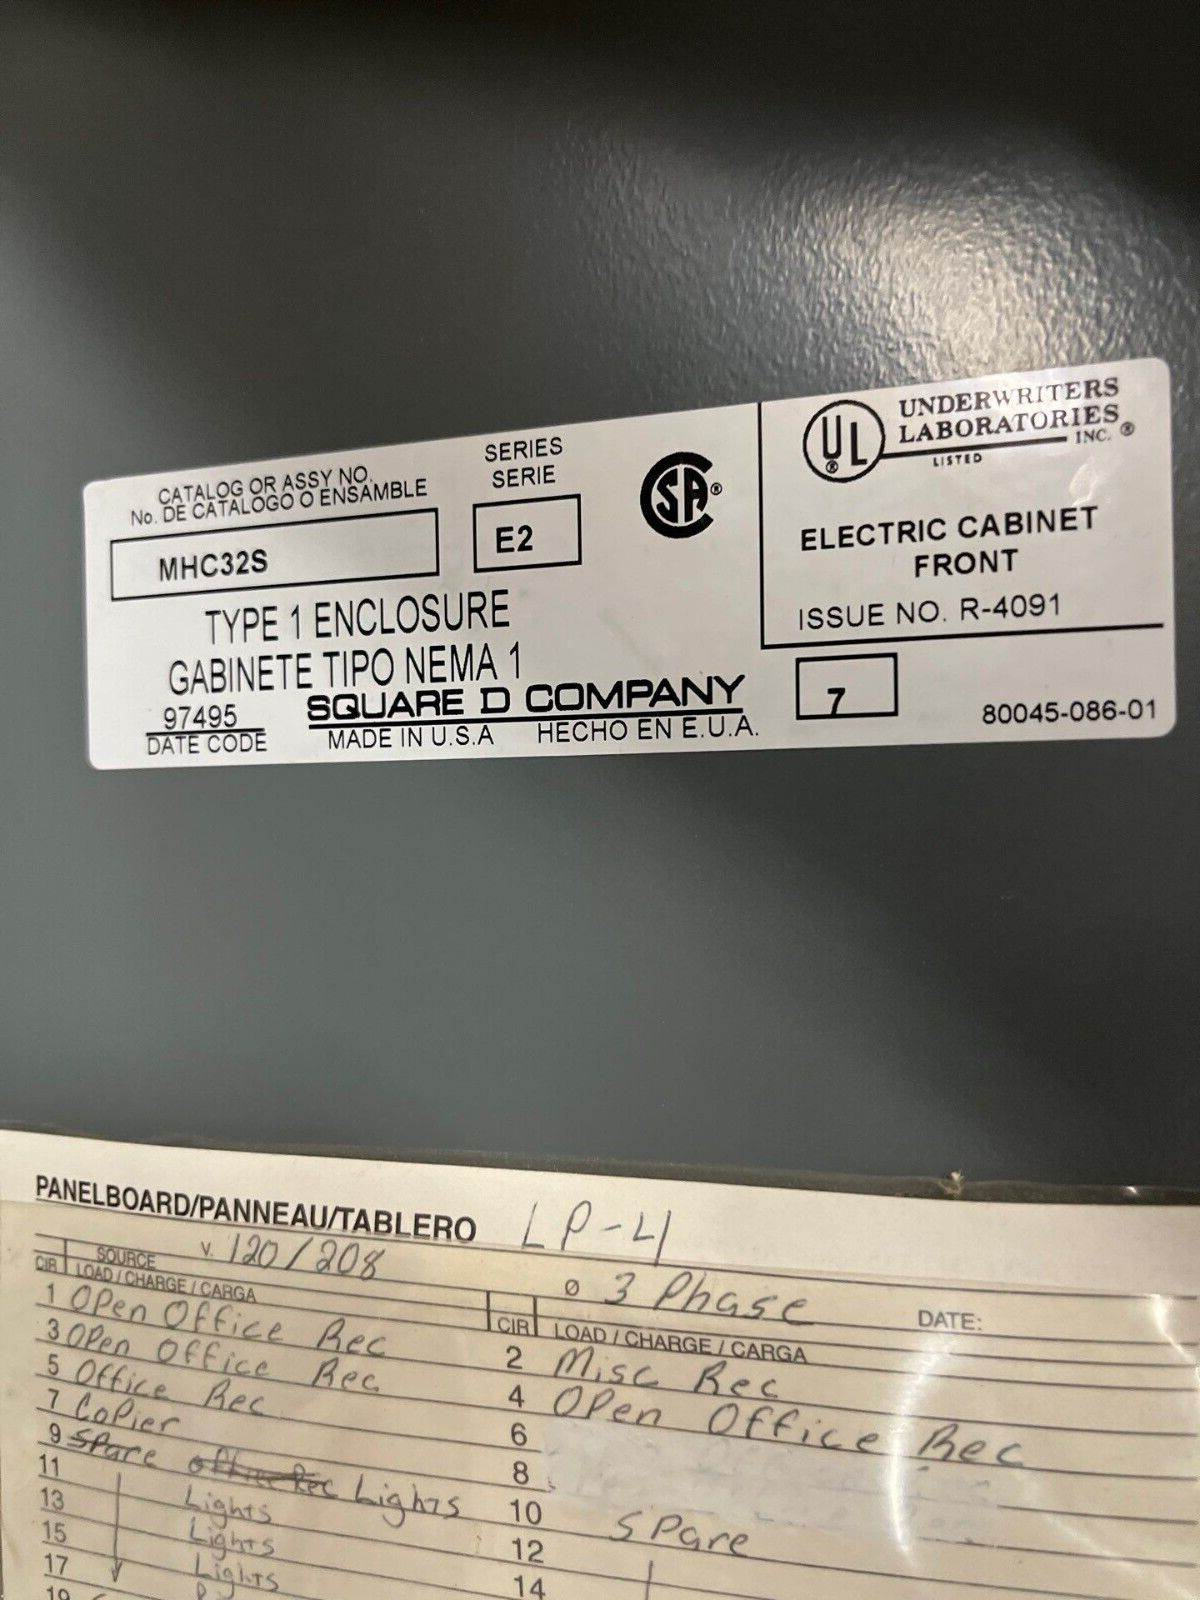 CATALOG OR ASSY NO.
No. DE CATALOGO O ENSAMBLE
MHC32S
SERIES
SERIE
E2
SA ®
UL ®
UNDERWRITERS
LABORATORIES
INC. ®
LISTED
ELECTRIC CABINET
FRONT
ISSUE NO. R-4091
TYPE 1 ENCLOSURE
GABINETE TIPO NEMA 1
97495
DATE CODE
SQUARE D COMPANY
MADE IN U.S.A HECHO EN E.U.A.
7
80045-086-01
PANELBOARD/PANNEAU/TABLERO LP-4
SOURCE V. 120/208 ø 3 Phase DATE:
CIR LOAD / CHARGE / CARGA CIR LOAD / CHARGE / CARGA
1 OPen Office Rec 2 Misc Rec
3 OPen Office Rec 4 OPen Office Rec
5 Office Rec 6
7 CoPier 8
9 SPare office Rec Lights 10 SPare
11 Lights 12
13 Lights 14
15 Lights
17
19